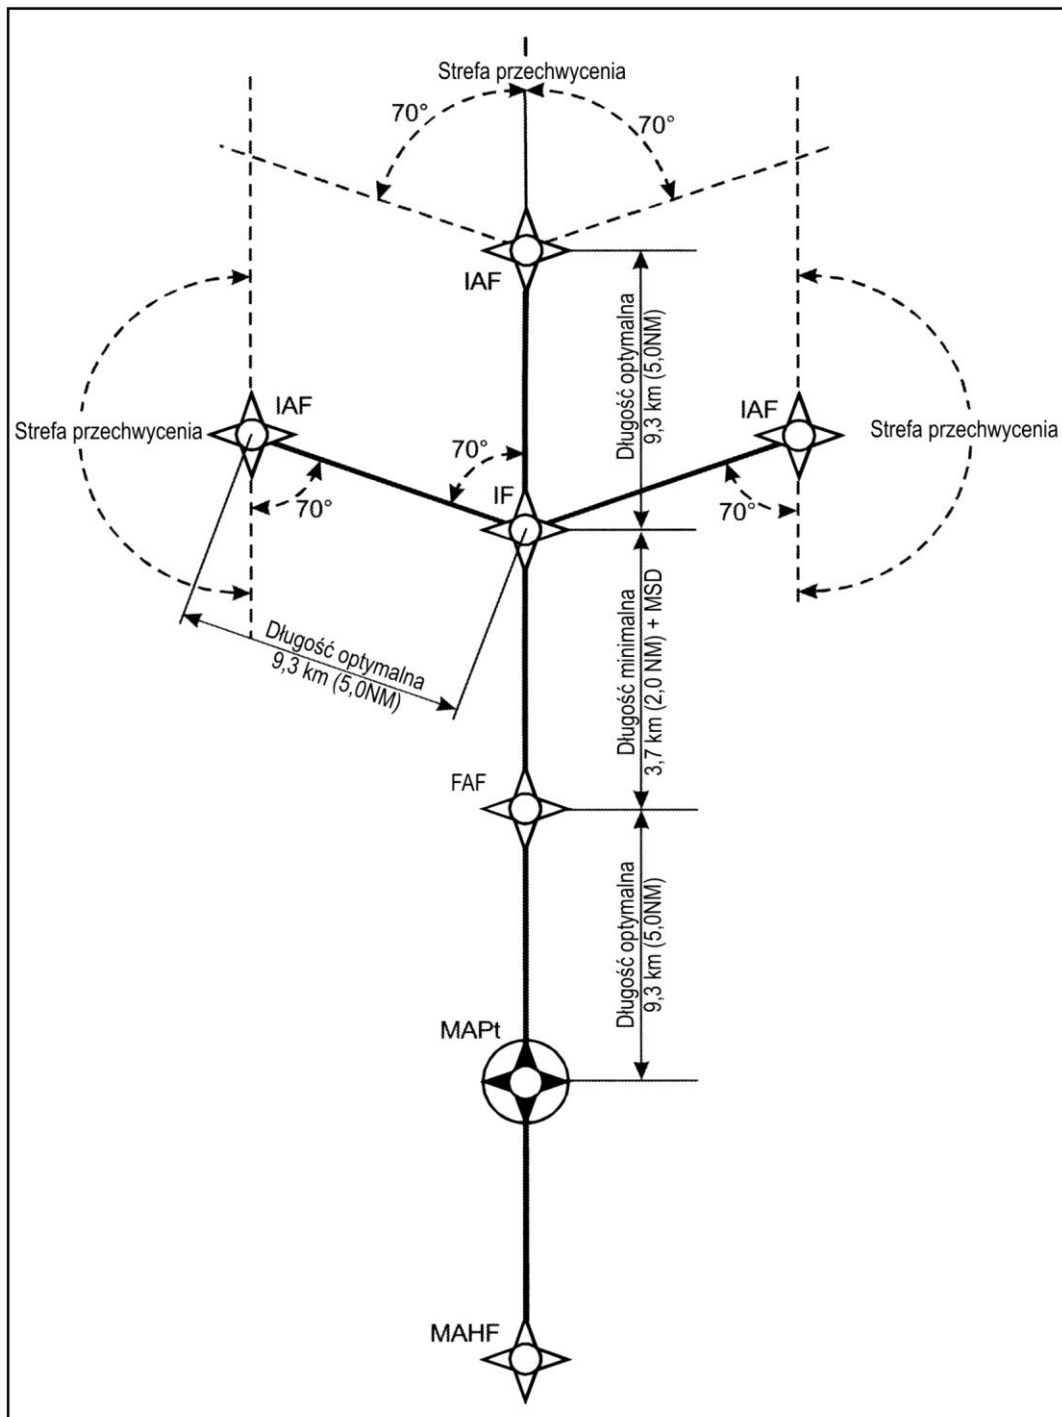 Strefa przechwycenia
70°
70°
IAF
Długość optymalna
9,3 km (5,0NM)
IAF
IAF
Strefa przechwycenia
Strefa przechwycenia
70°
IF
70°
70°
Długość optymalna
9,3 km (5,0NM)
Długość minimalna
3,7 km (2,0 NM) + MSD
FAF
Długość optymalna
9,3 km (5,0NM)
MAPt
MAHF